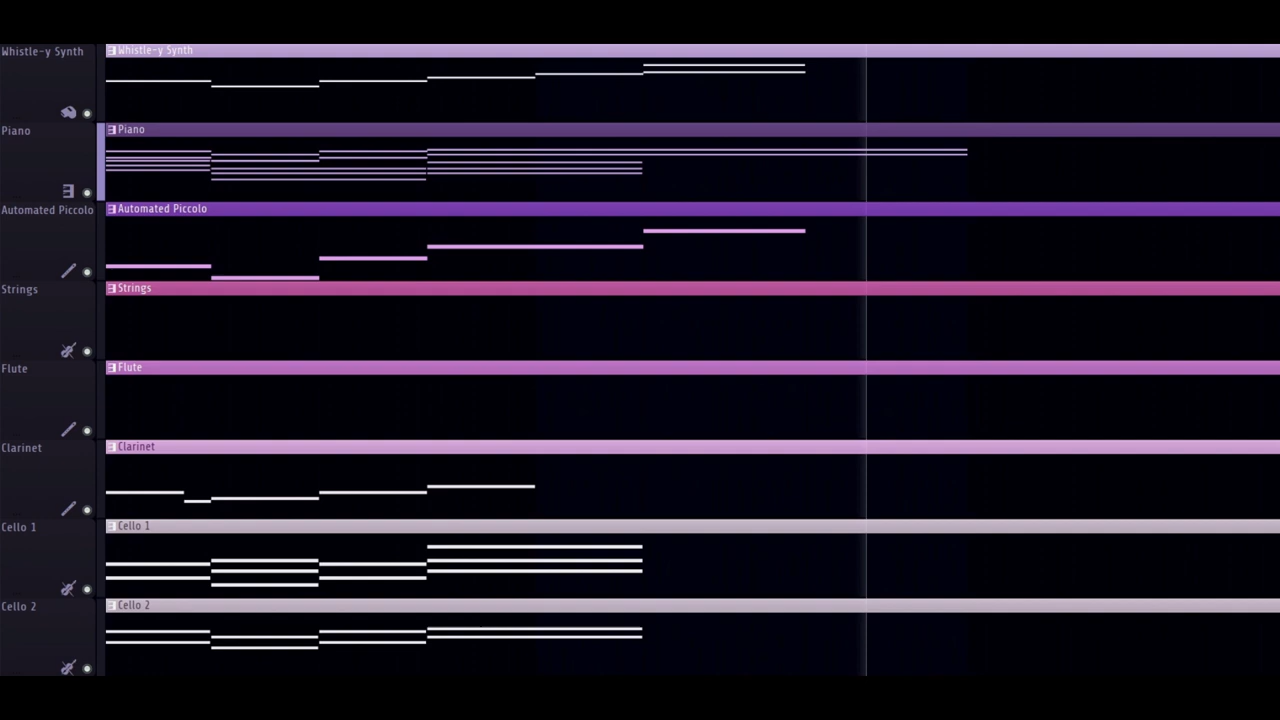 Whistle-y Synth
Whistle-y Synth
Piano
Piano
Automated Piccolo
Automated Piccolo
Strings
Strings
Flute
Flute
Clarinet
Clarinet
Cello 1
Cello 1
Cello 2
Cello 2